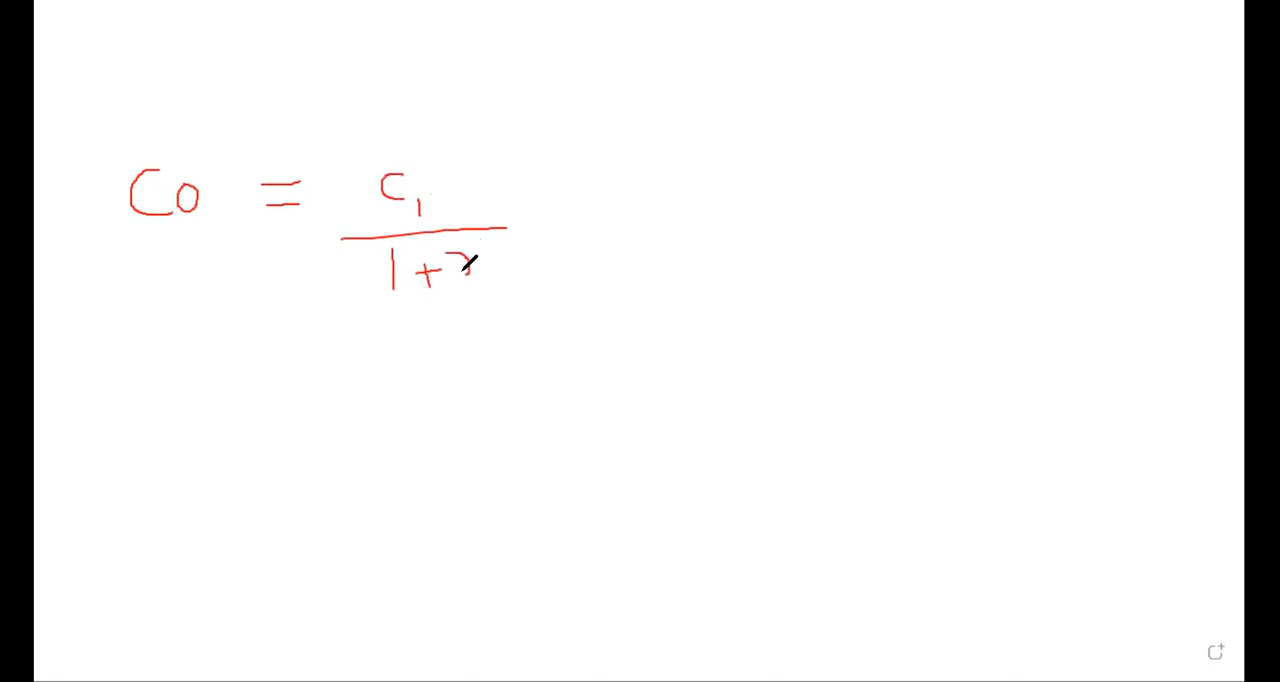 Co = C₁
1+